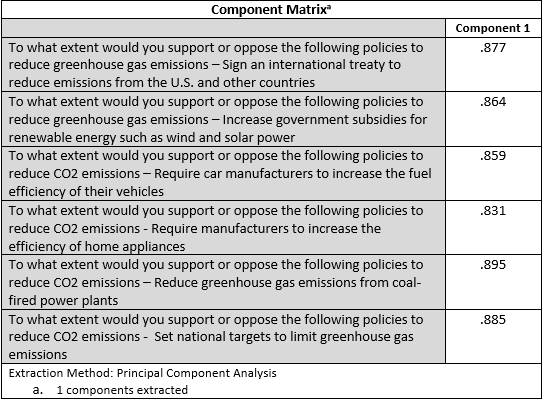 Component Matrixa
Component 1
To what extent would you support or oppose the following policies to
reduce greenhouse gas emissions – Sign an international treaty to
reduce emissions from the U.S. and other countries
.877
To what extent would you support or oppose the following policies to
reduce greenhouse gas emissions – Increase government subsidies for
renewable energy such as wind and solar power
.864
To what extent would you support or oppose the following policies to
reduce CO2 emissions – Require car manufacturers to increase the fuel
efficiency of their vehicles
.859
To what extent would you support or oppose the following policies to
reduce CO2 emissions - Require manufacturers to increase the
efficiency of home appliances
.831
To what extent would you support or oppose the following policies to
reduce CO2 emissions – Reduce greenhouse gas emissions from coal-
fired power plants
.895
To what extent would you support or oppose the following policies to
reduce CO2 emissions -  Set national targets to limit greenhouse gas
emissions
.885
Extraction Method: Principal Component Analysis
a. 1 components extracted